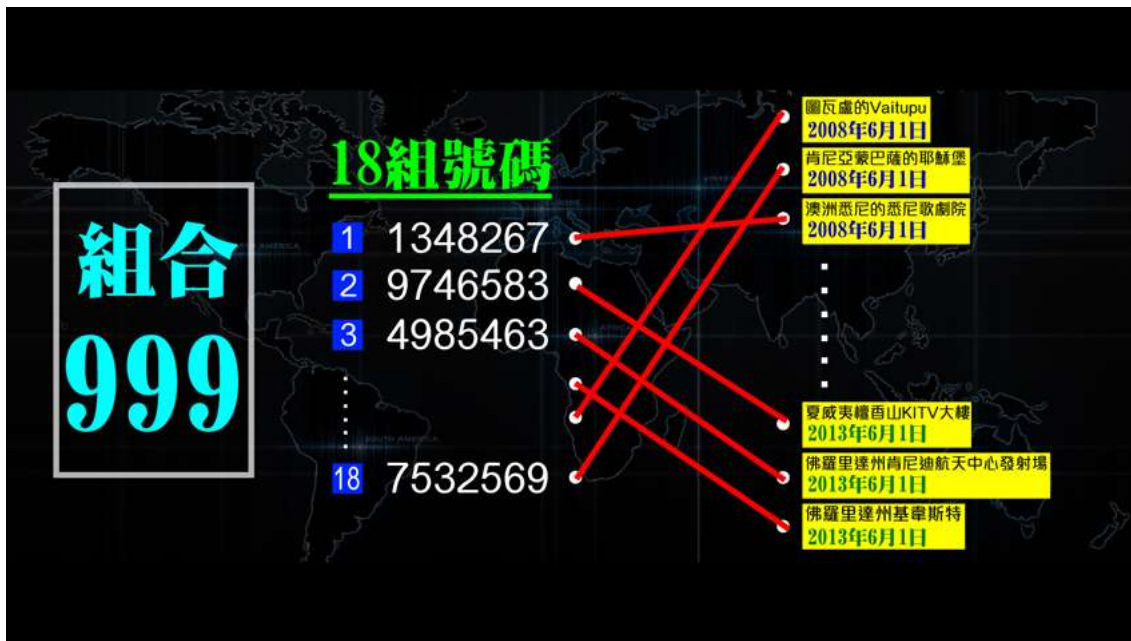 組合
999
18組號碼
1 1348267
2 9746583
3 4985463
18 7532569
圖瓦盧的Vaitupu
2008年6月1日
肯尼亞蒙巴薩的耶穌堡
2008年6月1日
澳洲悉尼的悉尼歌劇院
2008年6月1日
夏威夷檀香山KITV大樓
2013年6月1日
佛羅里達州肯尼迪航天中心發射場
2013年6月1日
佛羅里達州基韋斯特
2013年6月1日
SOUTH AMERICA